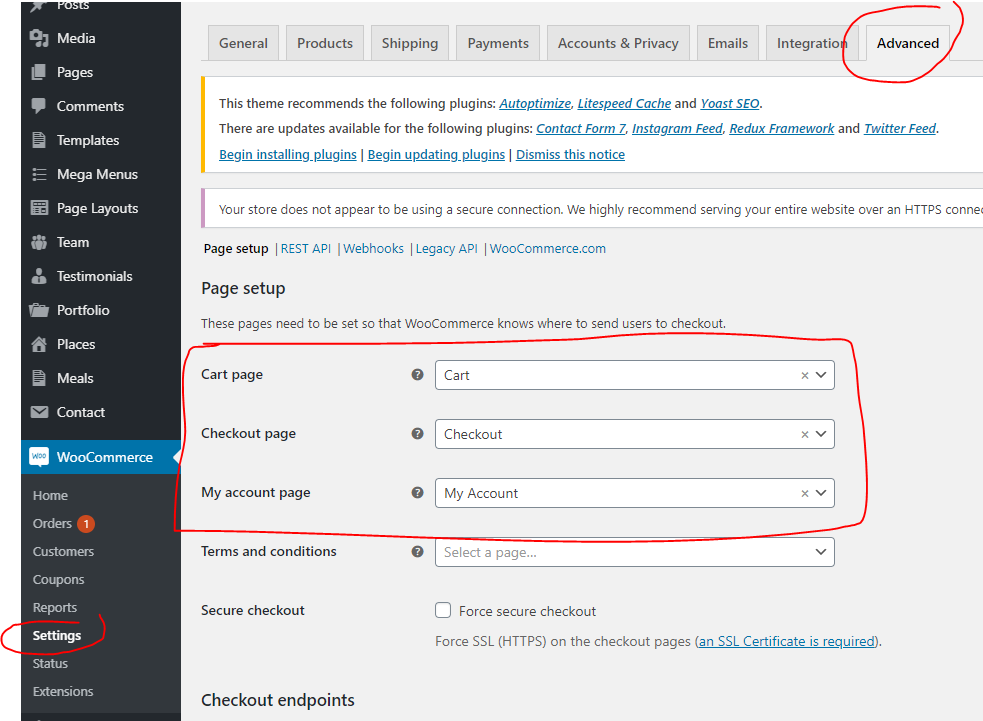 Posts
Media
Pages
Comments
Templates
Mega Menus
Page Layouts
Team
Testimonials
Portfolio
Places
Meals
Contact
WOO WooCommerce
Home
Orders 1
Customers
Coupons
Reports
Settings
Status
Extensions
General Products Shipping Payments Accounts & Privacy Emails Integration Advanced
This theme recommends the following plugins: Autoptimize, Litespeed Cache and Yoast SEO.
There are updates available for the following plugins: Contact Form 7, Instagram Feed, Redux Framework and Twitter Feed.
Begin installing plugins | Begin updating plugins | Dismiss this notice
Your store does not appear to be using a secure connection. We highly recommend serving your entire website over an HTTPS connec
Page setup | REST API | Webhooks | Legacy API | WooCommerce.com
Page setup
These pages need to be set so that WooCommerce knows where to send users to checkout.
Cart page ? Cart ×
Checkout page ? Checkout ×
My account page ? My Account ×
Terms and conditions ? Select a page...
Secure checkout Force secure checkout
Force SSL (HTTPS) on the checkout pages (an SSL Certificate is required).
Checkout endpoints